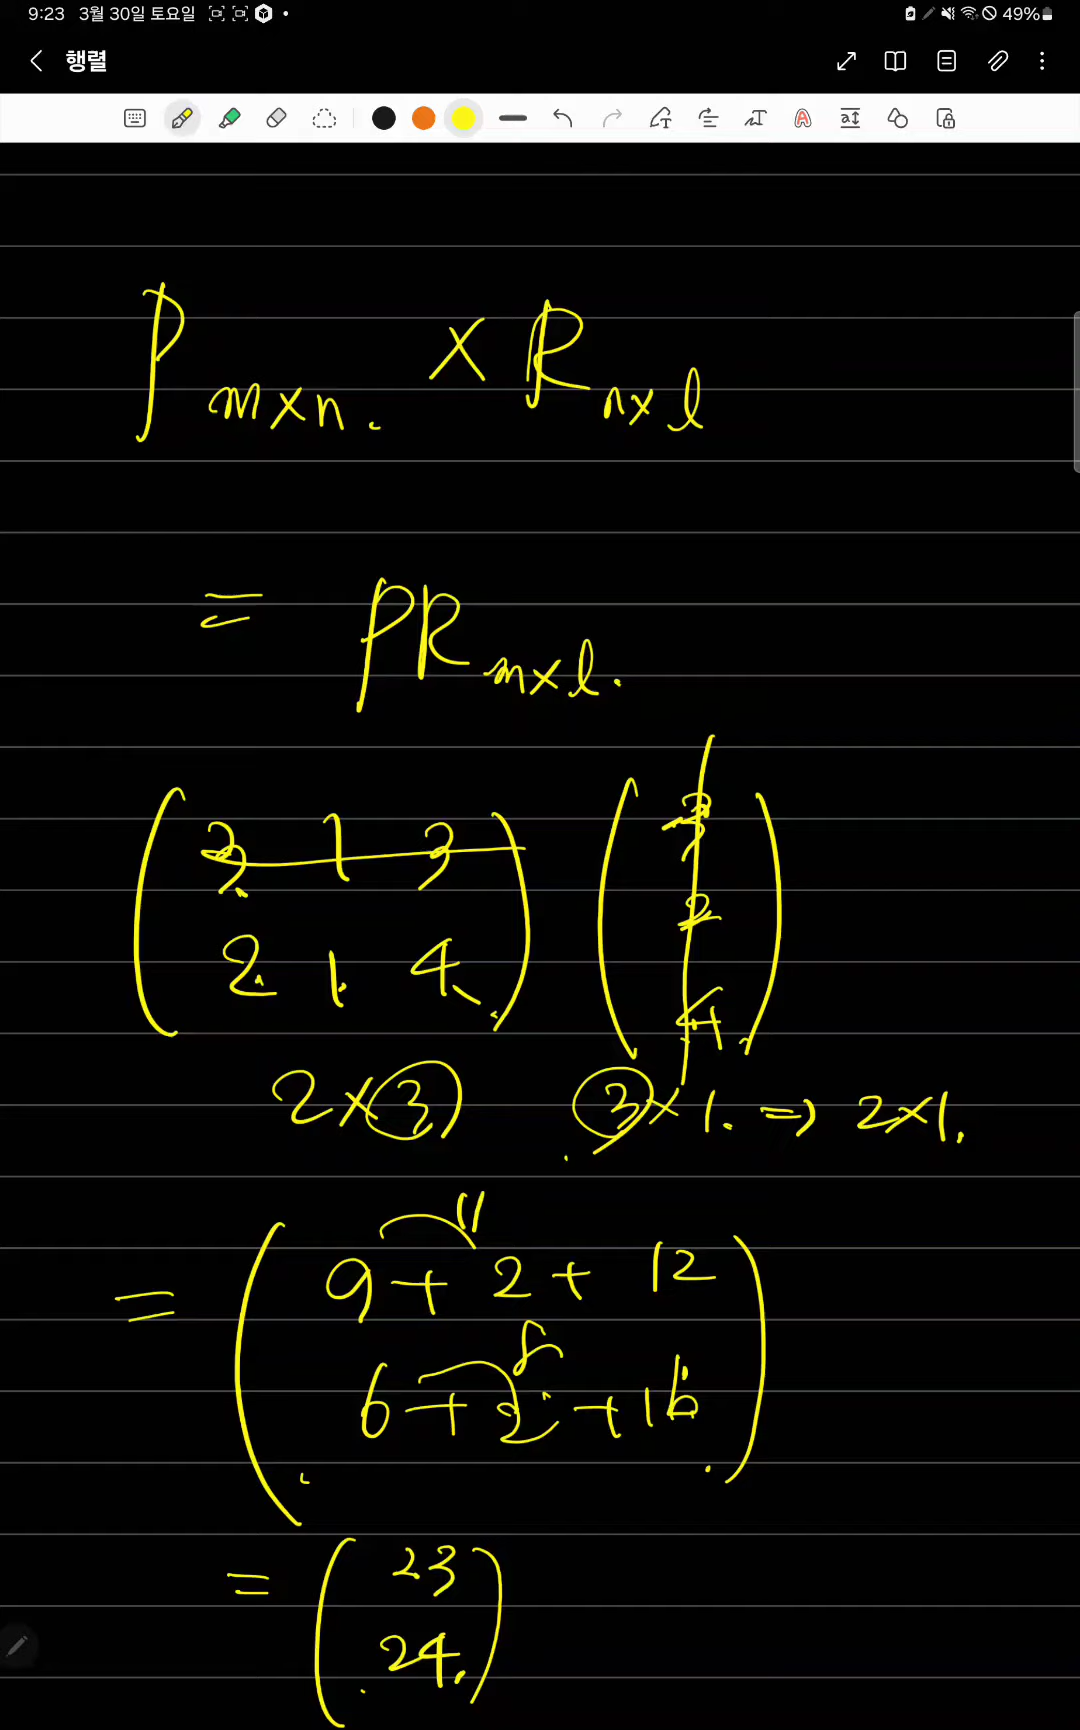 9:23 3월 30일 토요일
49%
행렬
P m×n. × R n×l
= PR m×l.
3 1 3 3
2 1 4 2
4
2×3 3×1. => 2×1.
11
= 9+ 2+ 12
8
6+2+16
= 23
24.